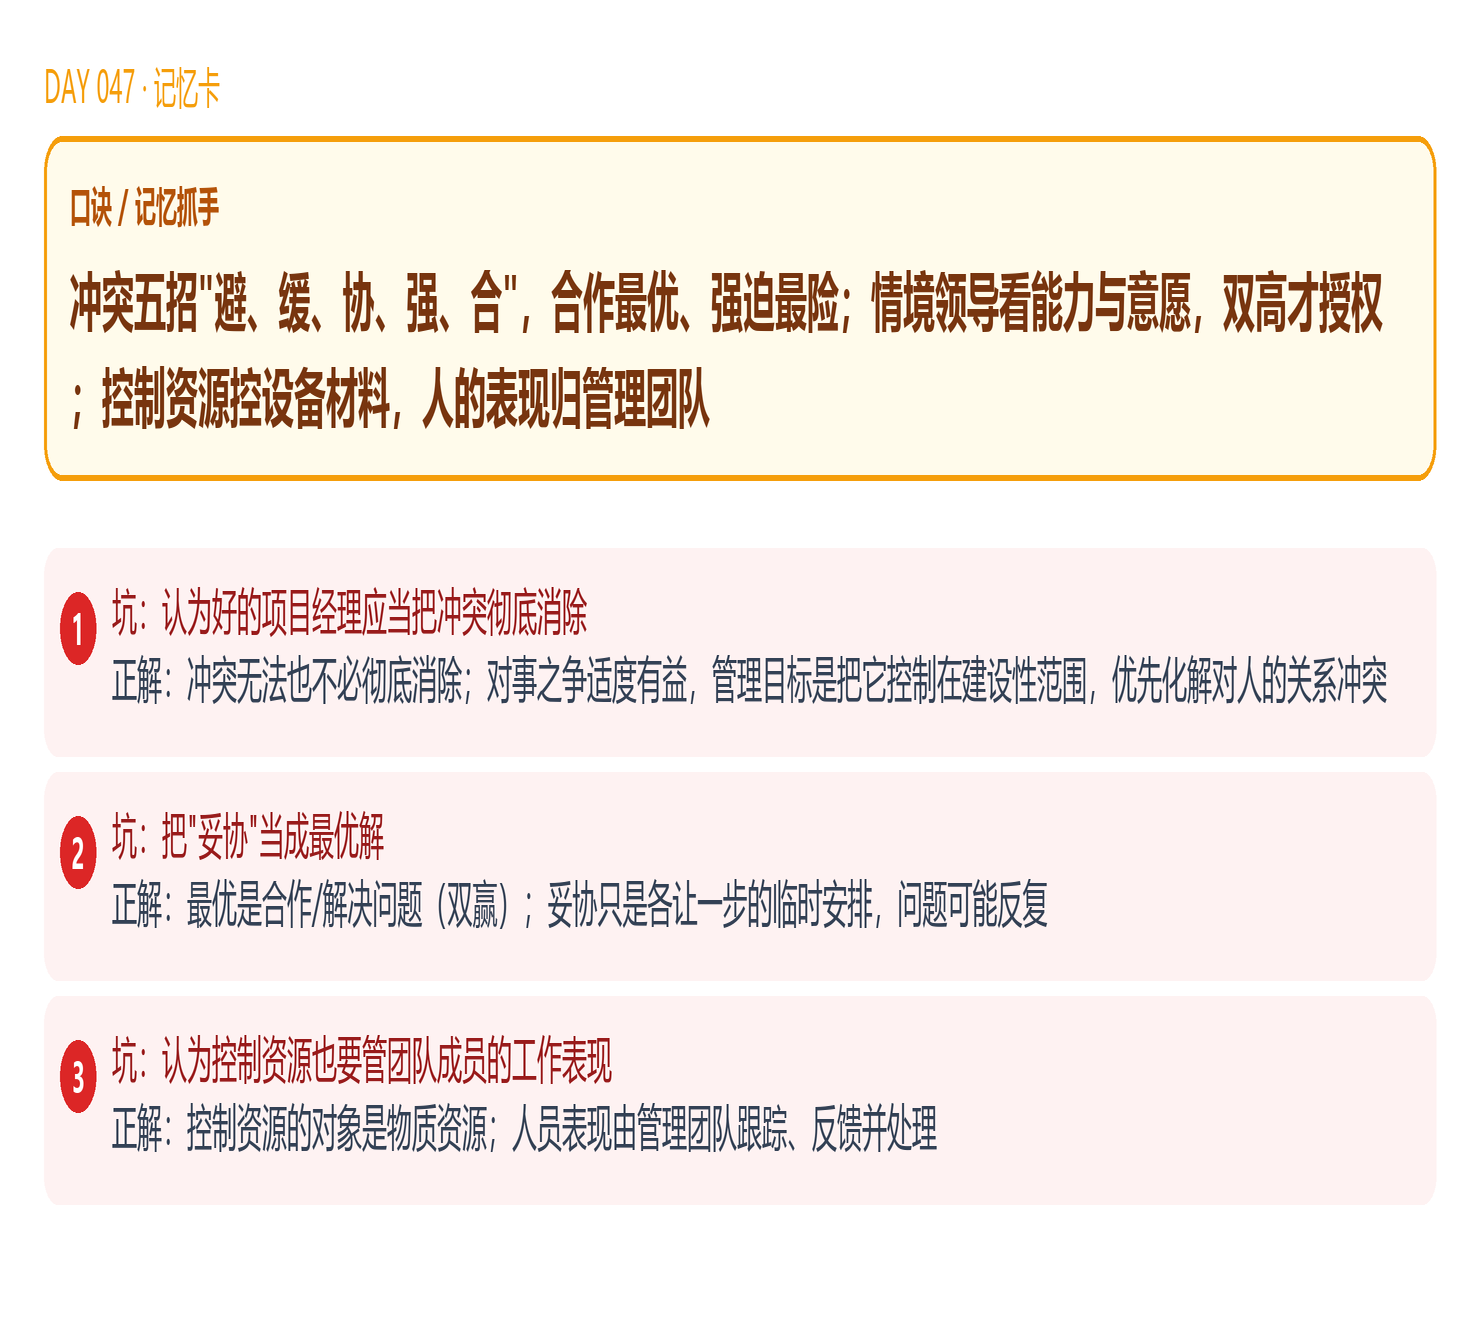 DAY 047 · 记忆卡
口诀 / 记忆抓手
冲突五招"避、缓、协、强、合"，合作最优、强迫最险；情境领导看能力与意愿，双高才授权
；控制资源控设备材料，人的表现归管理团队
1
坑：认为好的项目经理应当把冲突彻底消除
正解：冲突无法也不必彻底消除；对事之争适度有益，管理目标是把它控制在建设性范围，优先化解对人的关系冲突
2
坑：把"妥协"当成最优解
正解：最优是合作/解决问题（双赢）；妥协只是各让一步的临时安排，问题可能反复
3
坑：认为控制资源也要管团队成员的工作表现
正解：控制资源的对象是物质资源；人员表现由管理团队跟踪、反馈并处理